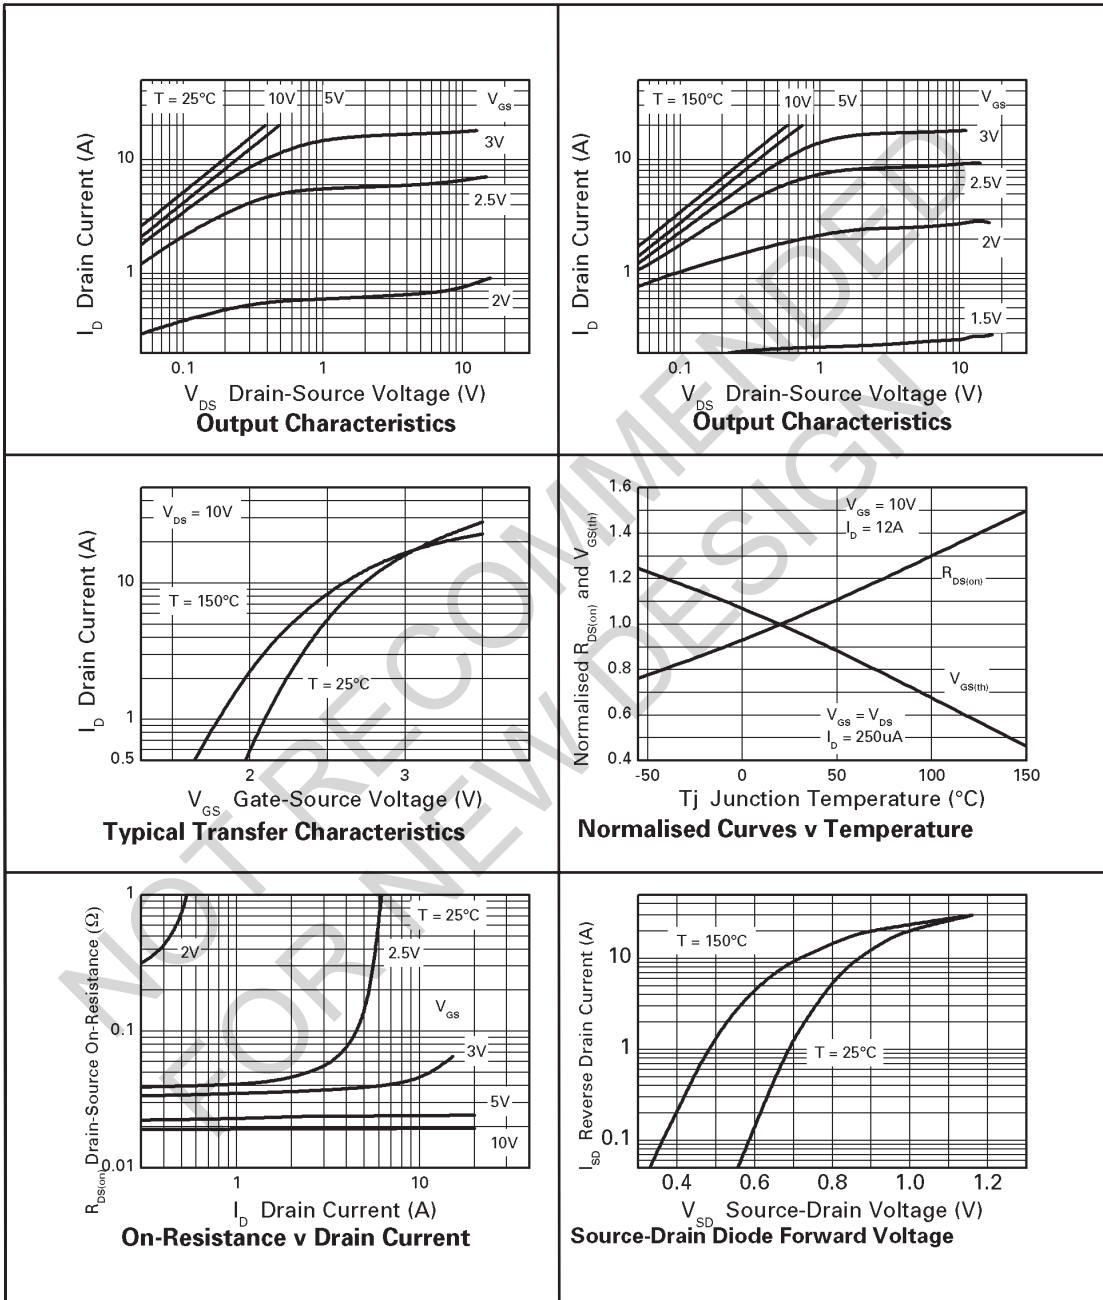 T = 25°C
10V
5V
VGS
3V
2.5V
2V
10
1
0.1
1
10
ID Drain Current (A)
VDS Drain-Source Voltage (V)
Output Characteristics
T = 150°C
10V
5V
VGS
3V
2.5V
2V
1.5V
10
1
0.1
1
10
ID Drain Current (A)
VDS Drain-Source Voltage (V)
Output Characteristics
VDS = 10V
T = 150°C
T = 25°C
10
1
0.5
2
3
ID Drain Current (A)
VGS Gate-Source Voltage (V)
Typical Transfer Characteristics
1.6
1.4
1.2
1.0
0.8
0.6
0.4
-50
0
50
100
150
VGS = 10V
ID = 12A
RDS(on)
VGS(th)
VGS = VDS
ID = 250uA
Normalised RDS(on) and VGS(th)
Tj Junction Temperature (°C)
Normalised Curves v Temperature
T = 25°C
2V
2.5V
VGS
3V
5V
10V
1
0.1
0.01
1
10
RDS(on) Drain-Source On-Resistance (Ω)
ID Drain Current (A)
On-Resistance v Drain Current
T = 150°C
T = 25°C
10
1
0.1
0.4
0.6
0.8
1.0
1.2
ISD Reverse Drain Current (A)
VSD Source-Drain Voltage (V)
Source-Drain Diode Forward Voltage
NOT RECOMMENDED
FOR NEW DESIGN